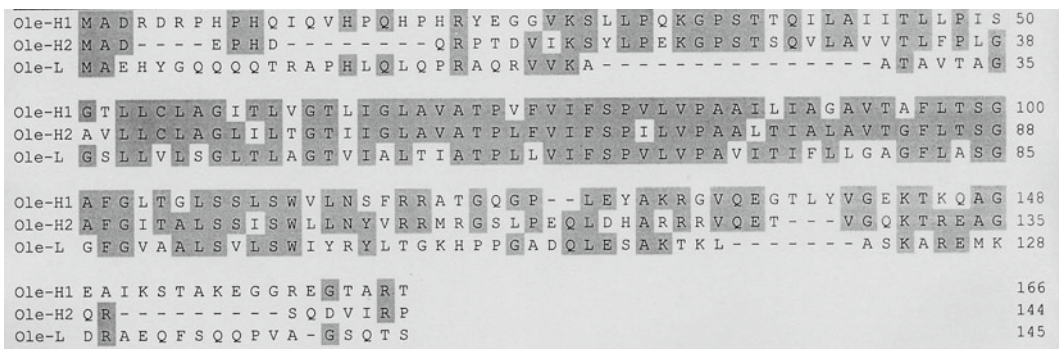 Ole-H1 M A D R D R P H P H Q I Q V H P Q H P H R Y E G G V K S L L P Q K G P S T T Q I L A I I T L L P I S 50
Ole-H2 M A D - - - - E P H D - - - - - - - - Q R P T D V I K S Y L P E K G P S T S Q V L A V V T L F P L G 38
Ole-L M A E H Y G Q Q Q Q T R A P H L Q L Q P R A Q R V V K A - - - - - - - - - - - - - - - A T A V T A G 35
Ole-H1 G T L L C L A G I T L V G T L I G L A V A T P V F V I F S P V L V P A A I L I A G A V T A F L T S G 100
Ole-H2 A V L L C L A G L I L T G T I I G L A V A T P L F V I F S P I L V P A A L T I A L A V T G F L T S G 88
Ole-L G S L L V L S G L T L A G T V I A L T I A T P L L V I F S P V L V P A V I T I F L L G A G F L A S G 85
Ole-H1 A F G L T G L S S L S W V L N S F R R A T G Q G P - - L E Y A K R G V Q E G T L Y V G E K T K Q A G 148
Ole-H2 A F G I T A L S S I S W L L N Y V R R M R G S L P E Q L D H A R R R V Q E T - - - V G Q K T R E A G 135
Ole-L G F G V A A L S V L S W I Y R Y L T G K H P P G A D Q L E S A K T K L - - - - - - - A S K A R E M K 128
Ole-H1 E A I K S T A K E G G R E G T A R T 166
Ole-H2 Q R - - - - - - - - - S Q D V I R P 144
Ole-L D R A E Q F S Q Q P V A - G S Q T S 145